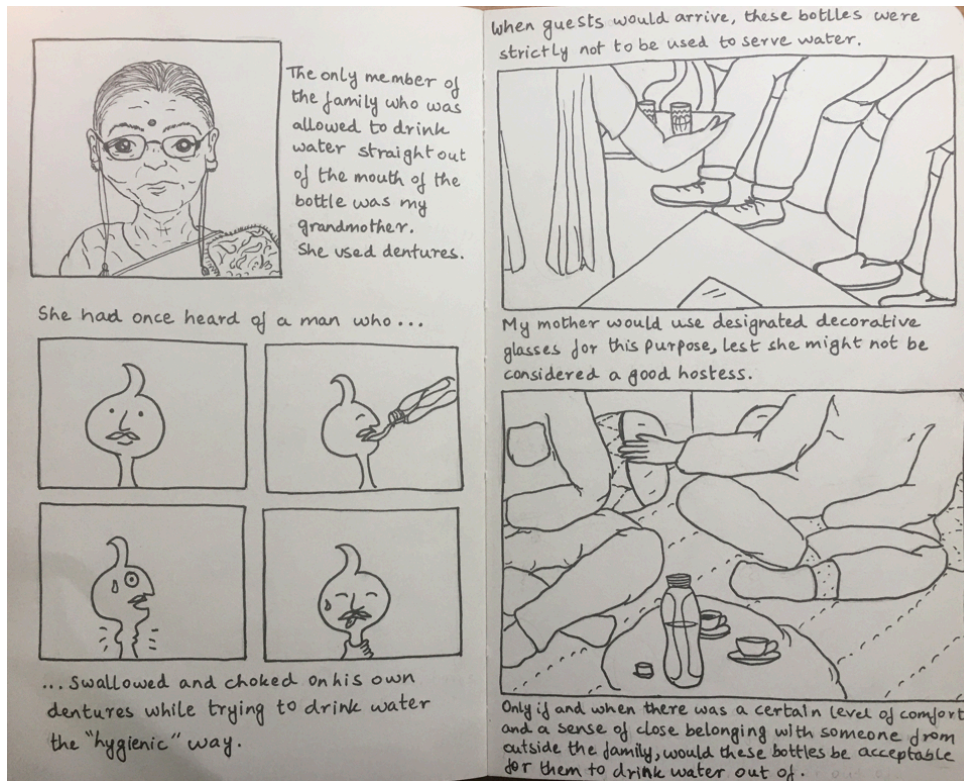 The only member of
the family who was
allowed to drink
water straight out
of the mouth of the
bottle was my
grandmother.
She used dentures.
She had once heard of a man who...
...swallowed and choked on his own
dentures while trying to drink water
the "hygienic" way.
When guests would arrive, these bottles were
strictly not to be used to serve water.
My mother would use designated decorative
glasses for this purpose, lest she might not be
considered a good hostess.
Only if and when there was a certain level of comfort
and a sense of close belonging with someone from
outside the family, would these bottles be acceptable
for them to drink water out of.